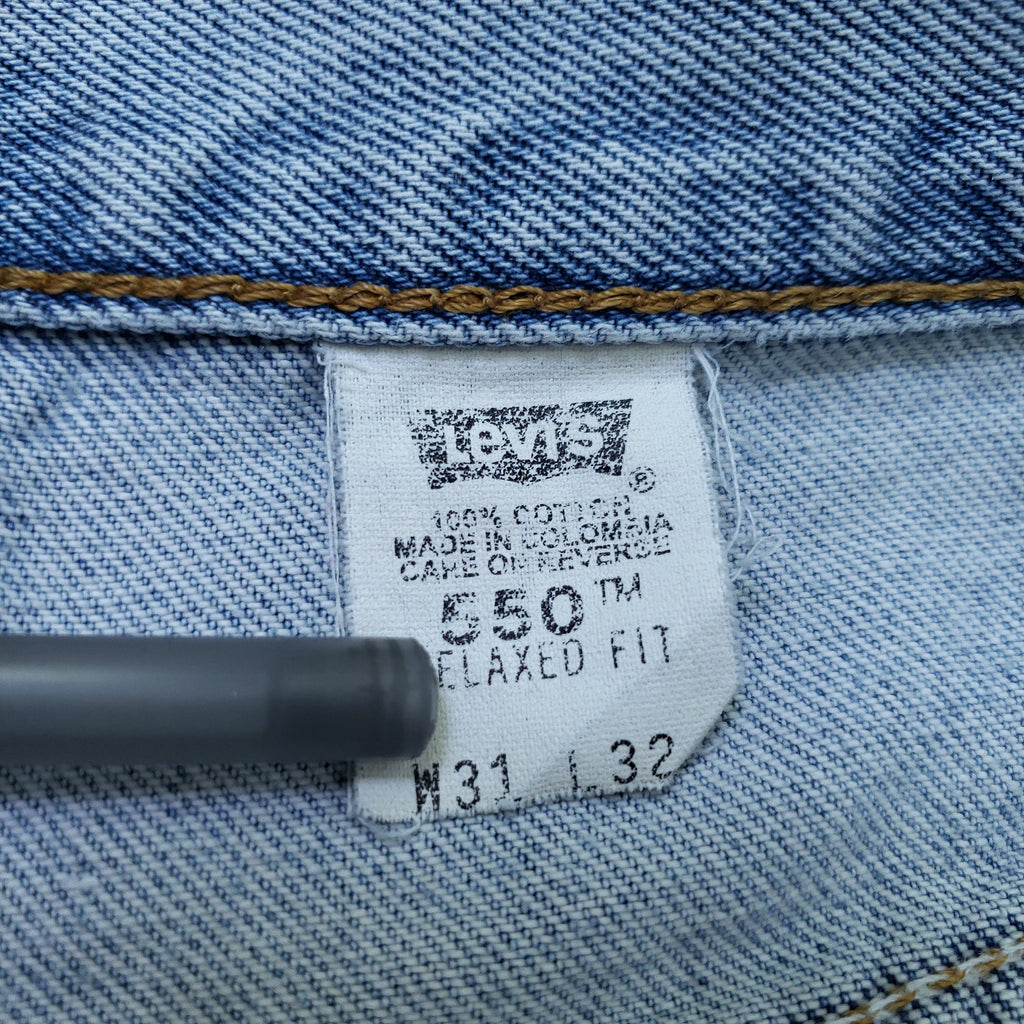 Levi's ®
100% COTTON
MADE IN COLOMBIA
CARE ON REVERSE
550™
ELAXED FIT
W31 L32